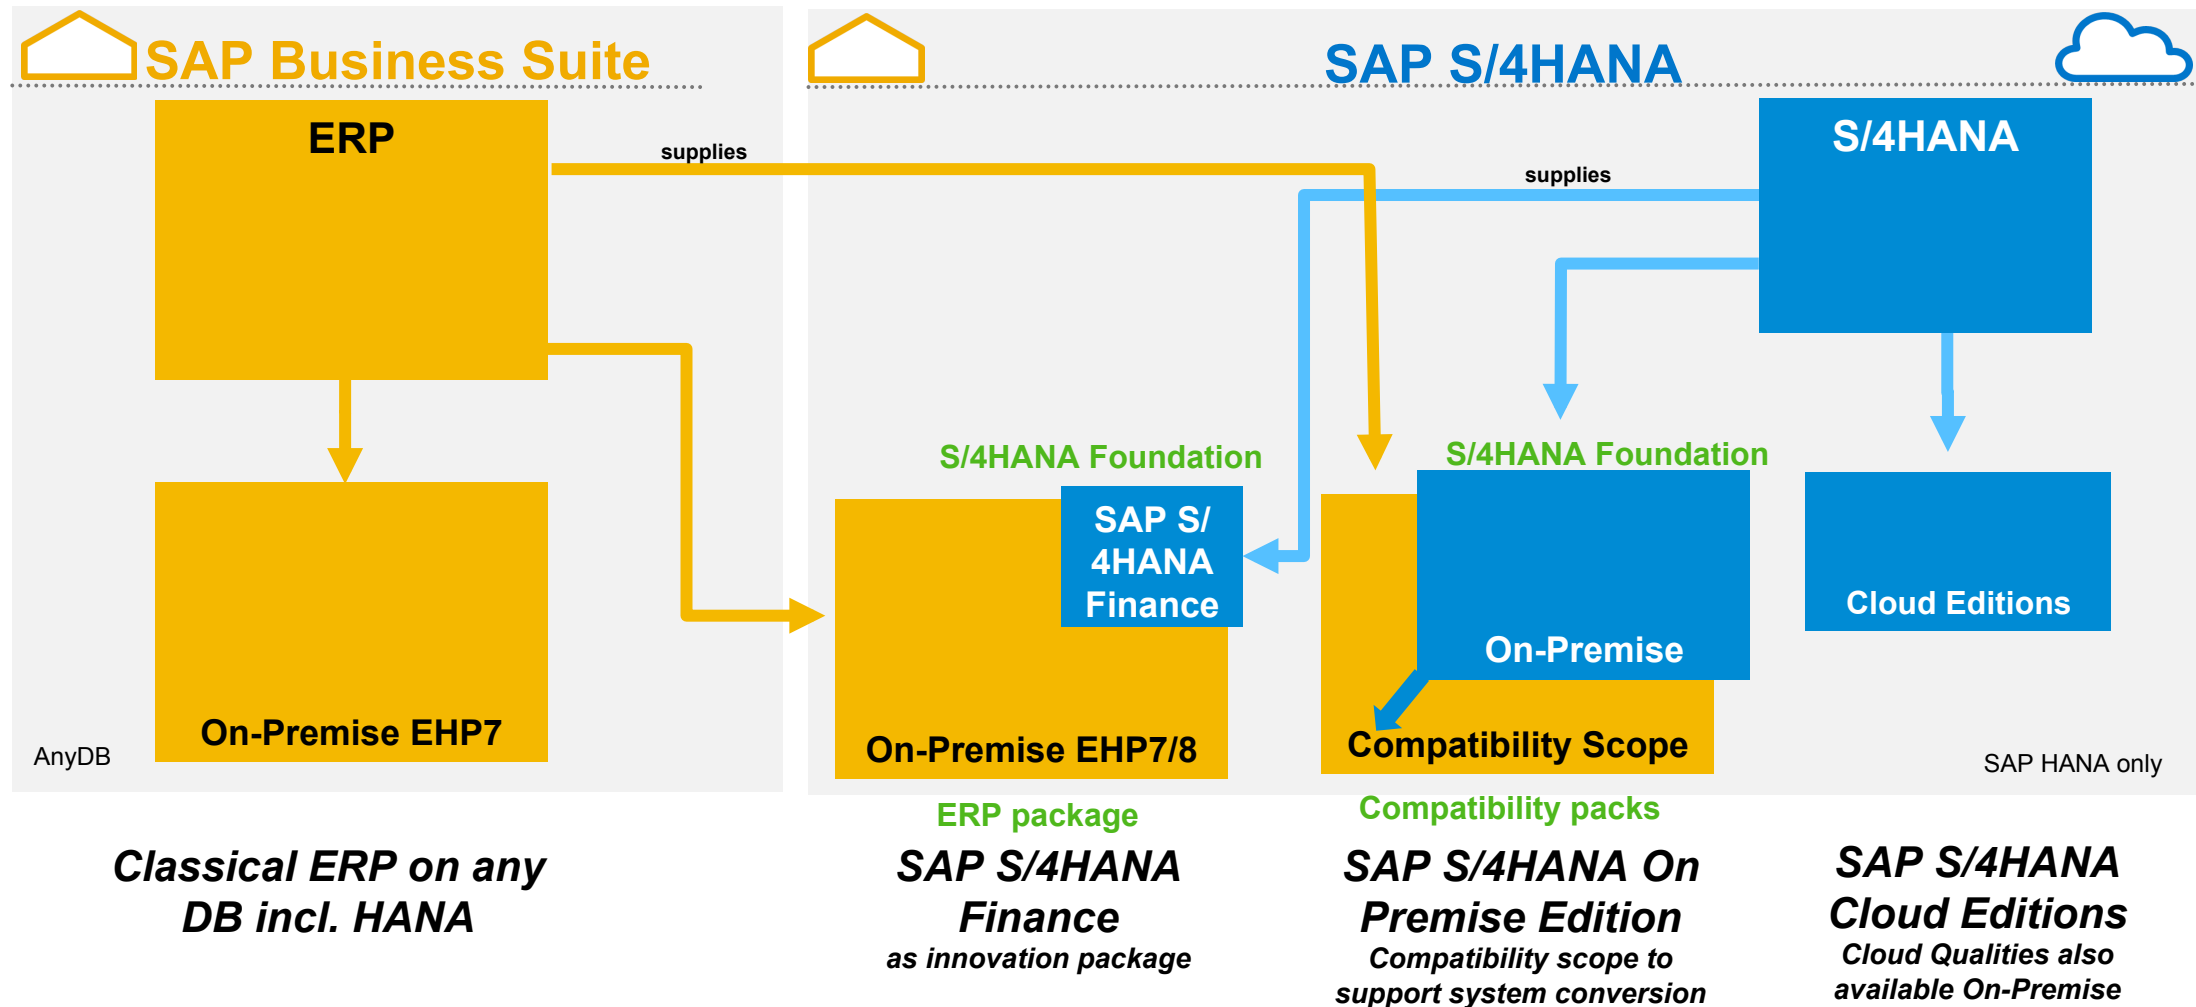 SAP Business Suite
SAP S/4HANA
ERP
supplies
supplies
S/4HANA
S/4HANA Foundation
S/4HANA Foundation
SAP S/
4HANA
Finance
Cloud Editions
On-Premise
On-Premise EHP7
On-Premise EHP7/8
Compatibility Scope
AnyDB
SAP HANA only
ERP package
Compatibility packs
Classical ERP on any
DB incl. HANA
SAP S/4HANA
Finance
as innovation package
SAP S/4HANA On
Premise Edition
Compatibility scope to
support system conversion
SAP S/4HANA
Cloud Editions
Cloud Qualities also
available On-Premise